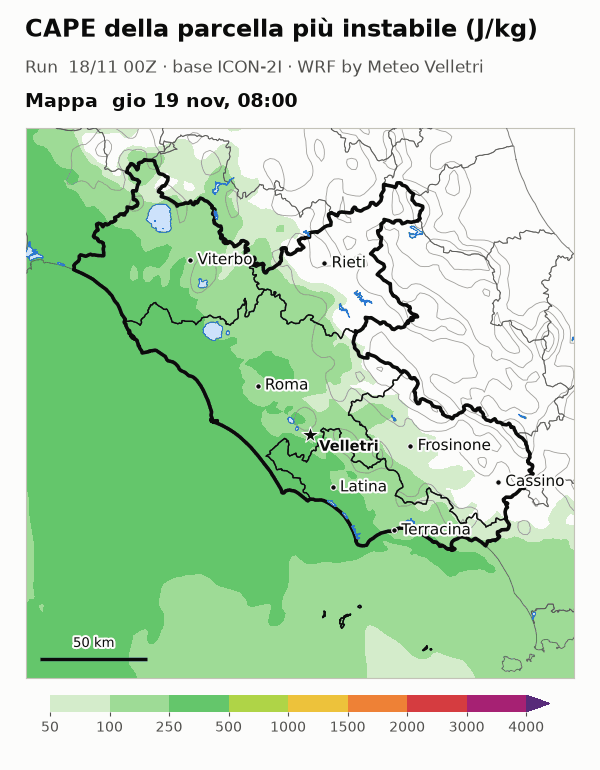 CAPE della parcella più instabile (J/kg)
Run  18/11 00Z · base ICON-2I · WRF by Meteo Velletri
Mappa  gio 19 nov, 08:00
Viterbo
Rieti
Roma
Velletri
Frosinone
Cassino
Latina
Terracina
50 km
50 100 250 500 1000 1500 2000 3000 4000